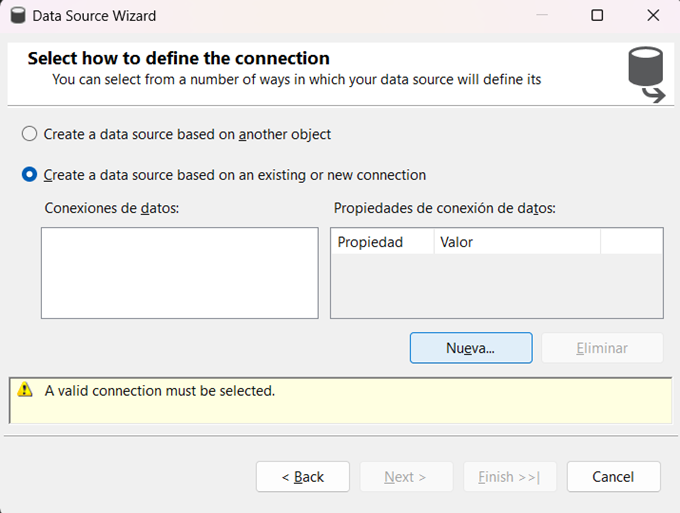 Data Source Wizard
Select how to define the connection
You can select from a number of ways in which your data source will define its
Create a data source based on another object
Create a data source based on an existing or new connection
Conexiones de datos:
Propiedades de conexión de datos:
Propiedad Valor
Nueva... Eliminar
A valid connection must be selected.
< Back Next > Finish >>| Cancel